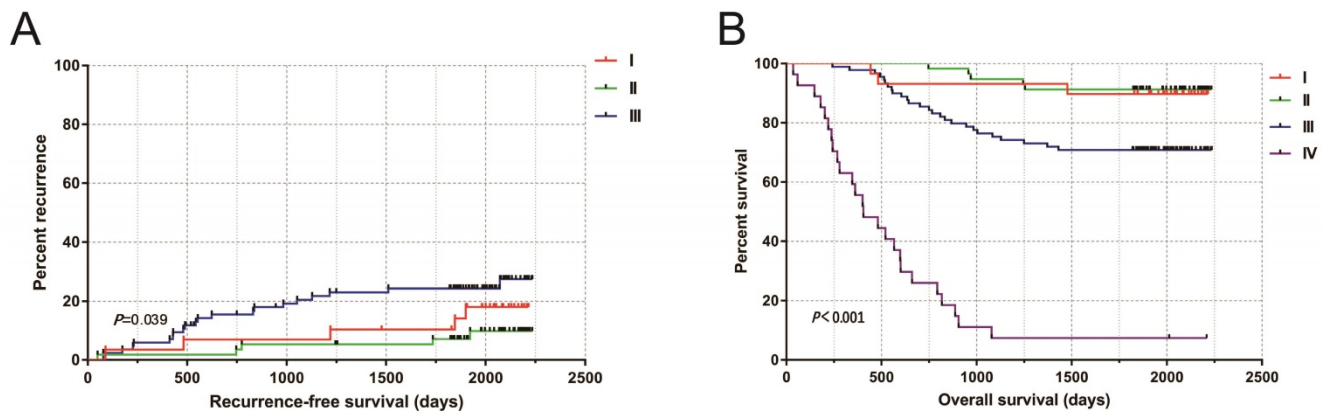 A
Percent recurrence
100
80
60
40
20
0
0 500 1000 1500 2000 2500
Recurrence-free survival (days)
P=0.039
I
II
III
B
Percent survival
100
80
60
40
20
0
0 500 1000 1500 2000 2500
Overall survival (days)
P<0.001
I
II
III
IV